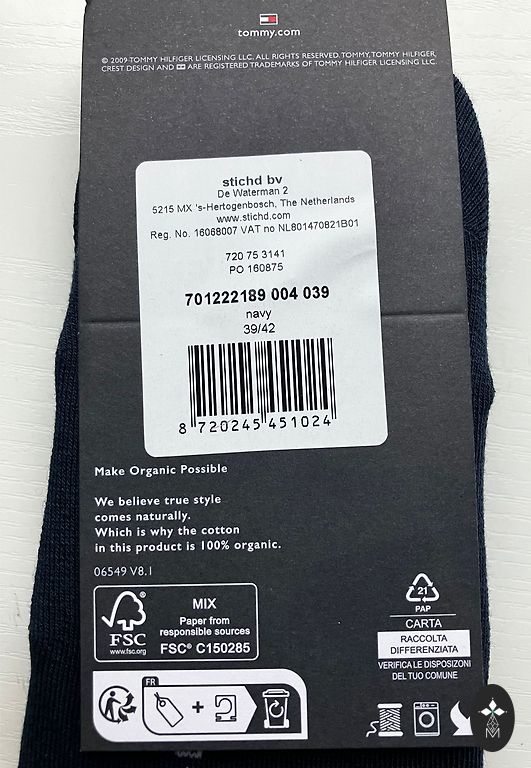 tommy.com
© 2009 TOMMY HILFIGER LICENSING LLC. ALL RIGHTS RESERVED. TOMMY, TOMMY HILFIGER,
CREST DESIGN AND ARE REGISTERED TRADEMARKS OF TOMMY HILFIGER LICENSING LLC.
stichd bv
De Waterman 2
5215 MX 's-Hertogenbosch, The Netherlands
www.stichd.com
Reg. No. 16068007 VAT no NL801470821B01
720 75 3141
PO 160875
701222189 004 039
navy
39/42
8 720245 451024
Make Organic Possible
We believe true style
comes naturally.
Which is why the cotton
in this product is 100% organic.
06549 V8.1
FSC
www.fsc.org
MIX
Paper from
responsible sources
FSC® C150285
21
PAP
CARTA
RACCOLTA
DIFFERENZIATA
VERIFICA LE DISPOSIZIONI
DEL TUO COMUNE
FR
+
M